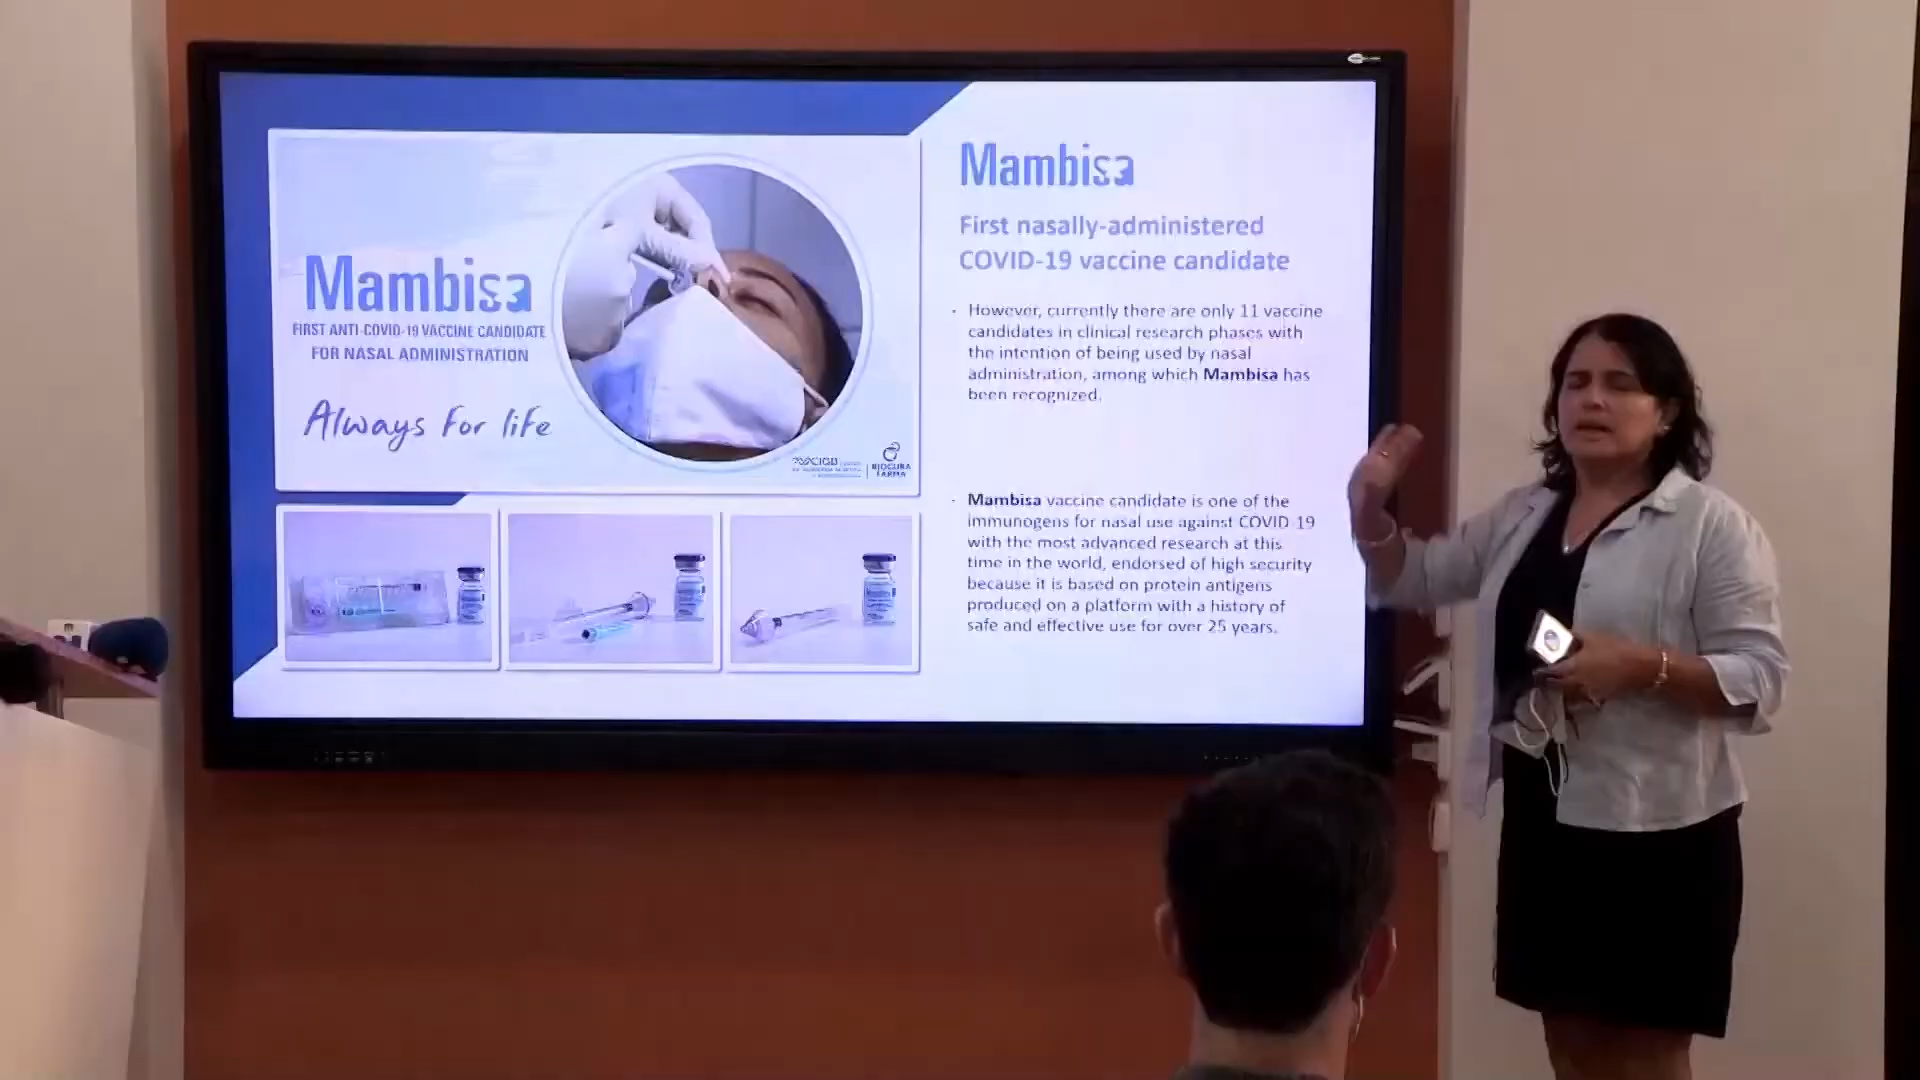 Mambisa
FIRST ANTI-COVID-19 VACCINE CANDIDATE
FOR NASAL ADMINISTRATION
Always for life
CIGB
BIOCUBA
FARMA
Mambisa
First nasally-administered
COVID-19 vaccine candidate
• However, currently there are only 11 vaccine
candidates in clinical research phases with
the intention of being used by nasal
administration, among which Mambisa has
been recognized.
• Mambisa vaccine candidate is one of the
immunogens for nasal use against COVID-19
with the most advanced research at this
time in the world, endorsed of high security
because it is based on protein antigens
produced on a platform with a history of
safe and effective use for over 25 years.